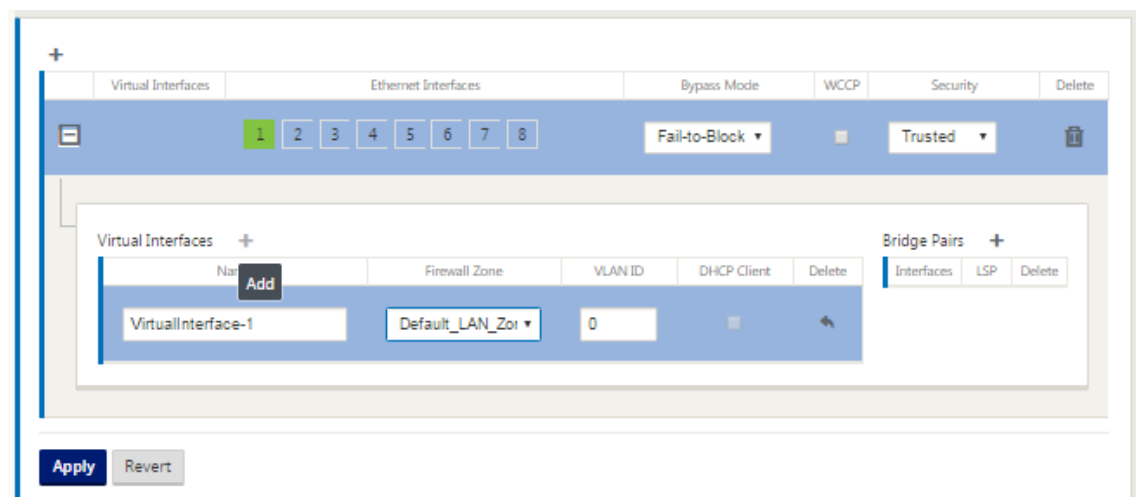 +
Virtual Interfaces Ethernet Interfaces Bypass Mode WCCP Security Delete
1 2 3 4 5 6 7 8 Fail-to-Block Trusted
Virtual Interfaces + Bridge Pairs +
Firewall Zone VLAN ID DHCP Client Delete Interfaces LSP Delete
Add
VirtualInterface-1 Default_LAN_Zor 0
Apply Revert